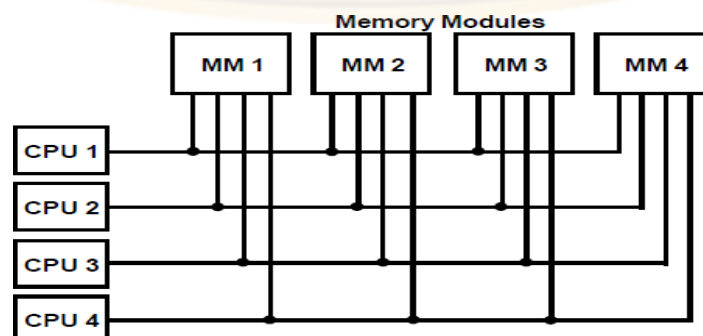 Memory Modules
MM 1 MM 2 MM 3 MM 4
CPU 1
CPU 2
CPU 3
CPU 4